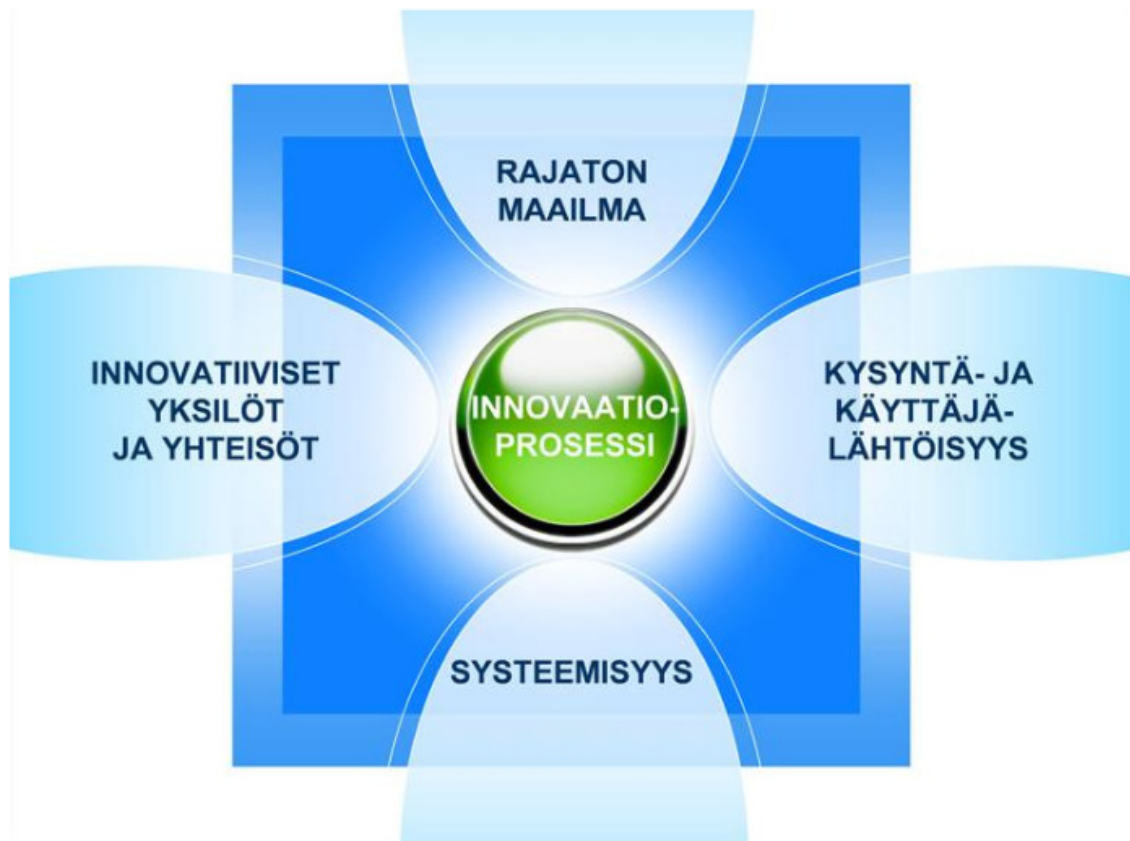 RAJATON
MAAILMA
INNOVATIIVISET
YKSILÖT
JA YHTEISÖT
INNOVAATIO-
PROSESSI
KYSYNTÄ- JA
KÄYTTÄJÄ-
LÄHTÖISYYS
SYSTEEMISYYS